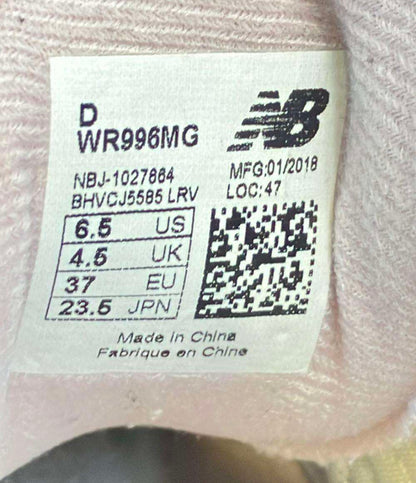 D
WR996MG
NB
NBJ-1027864
BHVCJ5585 LRV
MFG:01/2018
LOC:47
6.5 US
4.5 UK
37 EU
23.5 JPN
Made in China
Fabrique en Chine